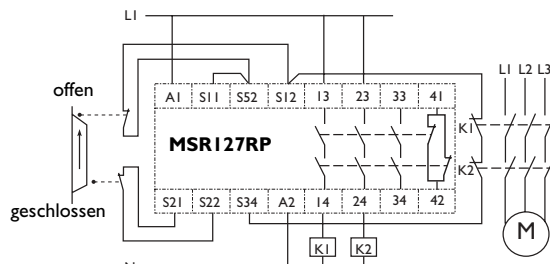 L1
L1 L2 L3
offen
A1 S11 S52 S12 13 23 33 41
K1
MSR127RP
K2
geschlossen
S21 S22 S34 A2 14 24 34 42
M
K1 K2